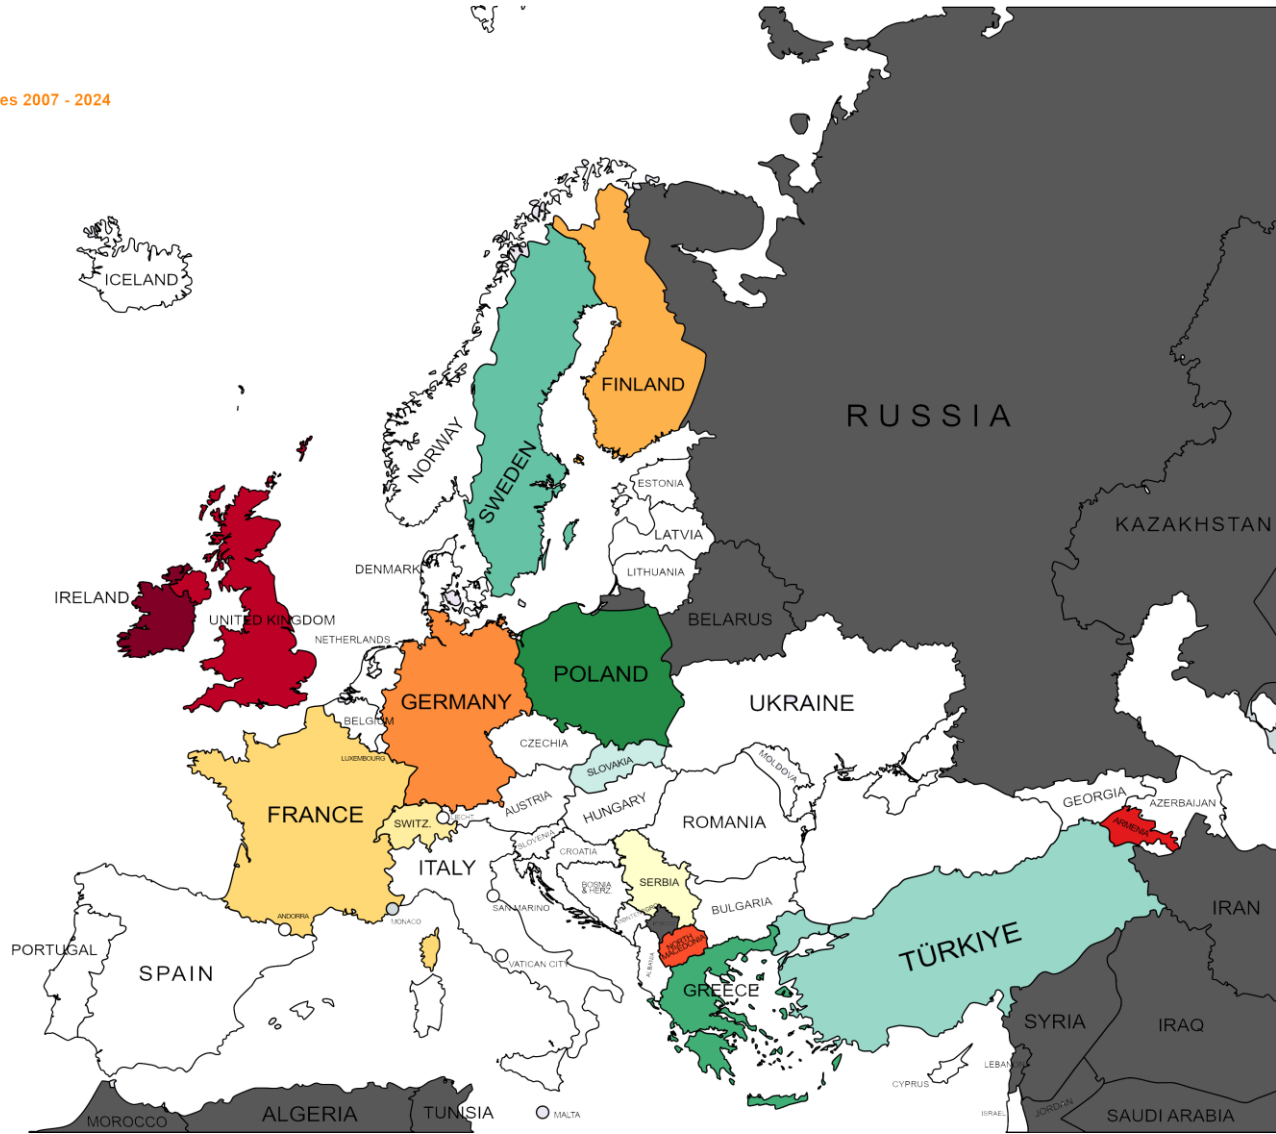 es 2007 - 2024
ICELAND
FINLAND
RUSSIA
NORWAY
SWEDEN
ESTONIA
KAZAKHSTAN
LATVIA
DENMARK
LITHUANIA
IRELAND
UNITED KINGDOM
BELARUS
NETHERLANDS
POLAND
GERMANY
UKRAINE
BELGIUM
CZECHIA
LUXEMBOURG
SLOVAKIA
MOLDOVA
GEORGIA
AZERBAIJAN
AUSTRIA
HUNGARY
FRANCE
SWITZ.
LIECHT.
ROMANIA
ARMENIA
SLOVENIA
CROATIA
ITALY
SERBIA
BOSNIA
& HERZ.
SAN MARINO
MONTENEGRO
BULGARIA
IRAN
ANDORRA
MONACO
PORTUGAL
SPAIN
NORTH
MACEDONIA
TÜRKIYE
VATICAN CITY
ALBANIA
GREECE
SYRIA
IRAQ
LEBANON
CYPRUS
MOROCCO
ALGERIA
TUNISIA
MALTA
ISRAEL
JORDAN
SAUDI ARABIA